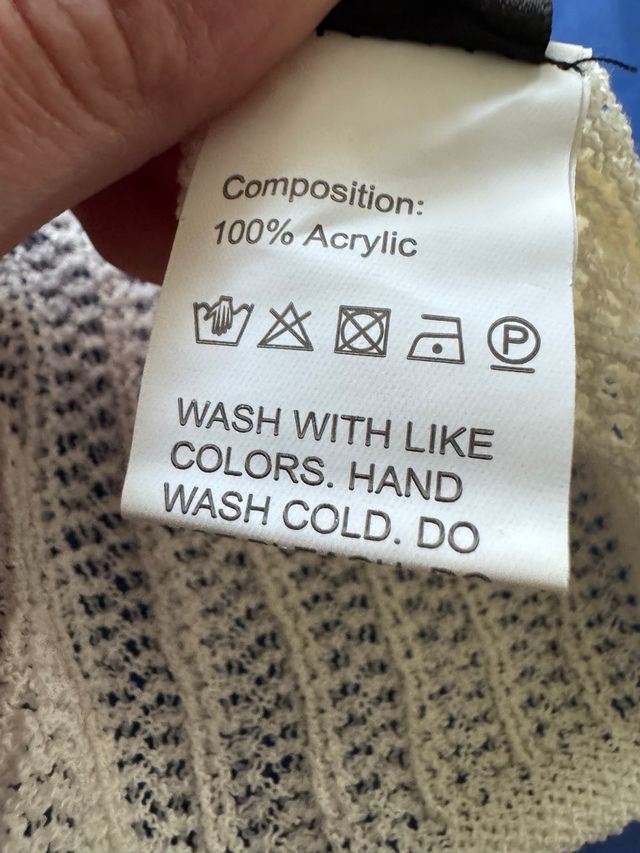 Composition:
100% Acrylic
P
WASH WITH LIKE
COLORS. HAND
WASH COLD. DO